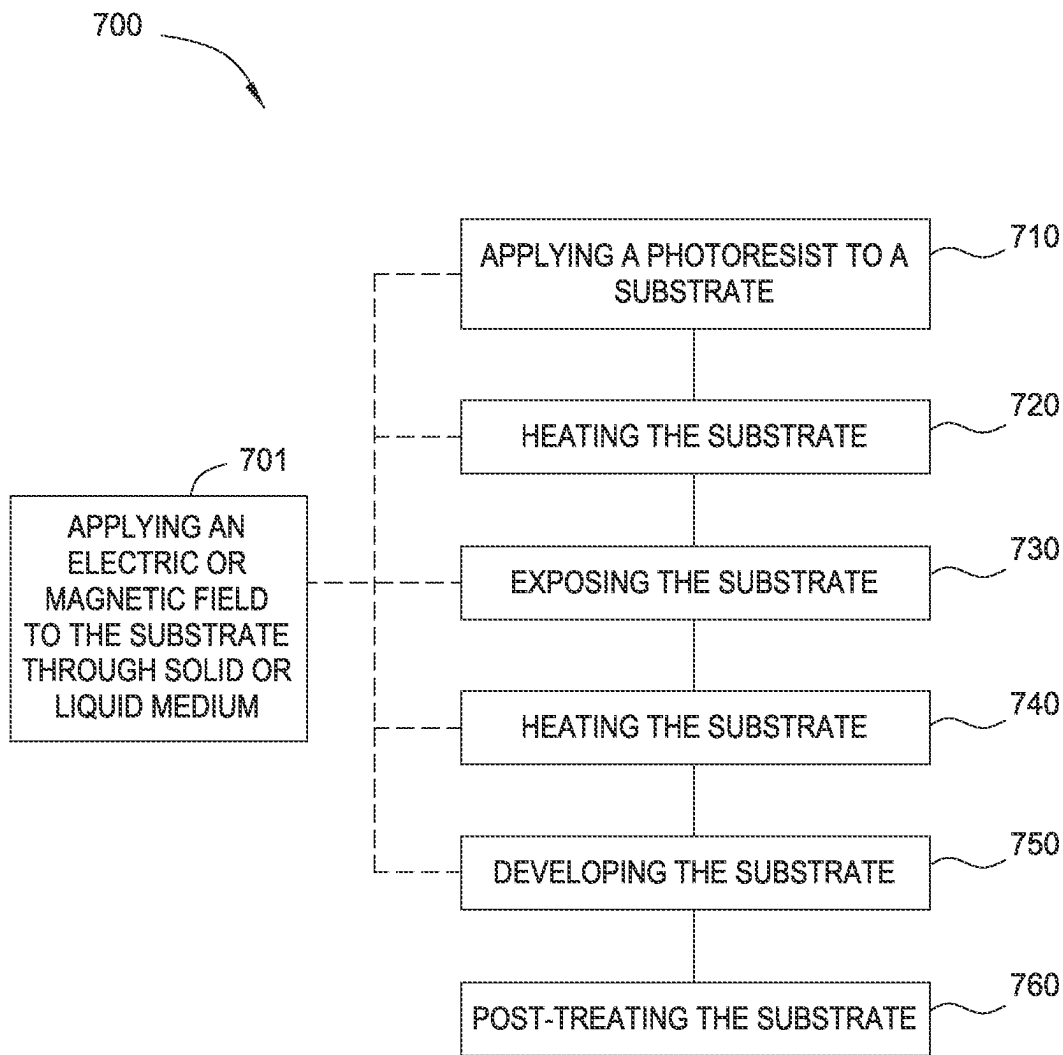 700
APPLYING A PHOTORESIST TO A
SUBSTRATE
710
HEATING THE SUBSTRATE
720
701
APPLYING AN
ELECTRIC OR
MAGNETIC FIELD
TO THE SUBSTRATE
THROUGH SOLID OR
LIQUID MEDIUM
EXPOSING THE SUBSTRATE
730
HEATING THE SUBSTRATE
740
DEVELOPING THE SUBSTRATE
750
POST-TREATING THE SUBSTRATE
760